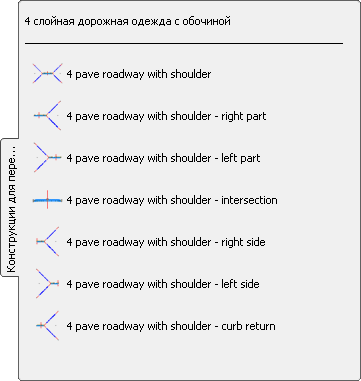 4 слойная дорожная одежда с обочиной
4 pave roadway with shoulder
4 pave roadway with shoulder - right part
4 pave roadway with shoulder - left part
4 pave roadway with shoulder - intersection
4 pave roadway with shoulder - right side
4 pave roadway with shoulder - left side
4 pave roadway with shoulder - curb return
Конструкции для пере...